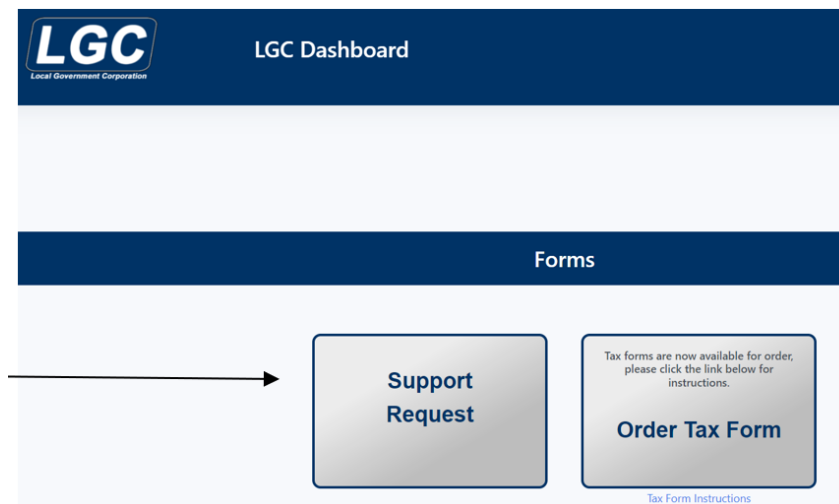 LGC
Local Government Corporation
LGC Dashboard
Forms
Support
Request
Tax forms are now available for order,
please click the link below for
instructions.
Order Tax Form
Tax Form Instructions